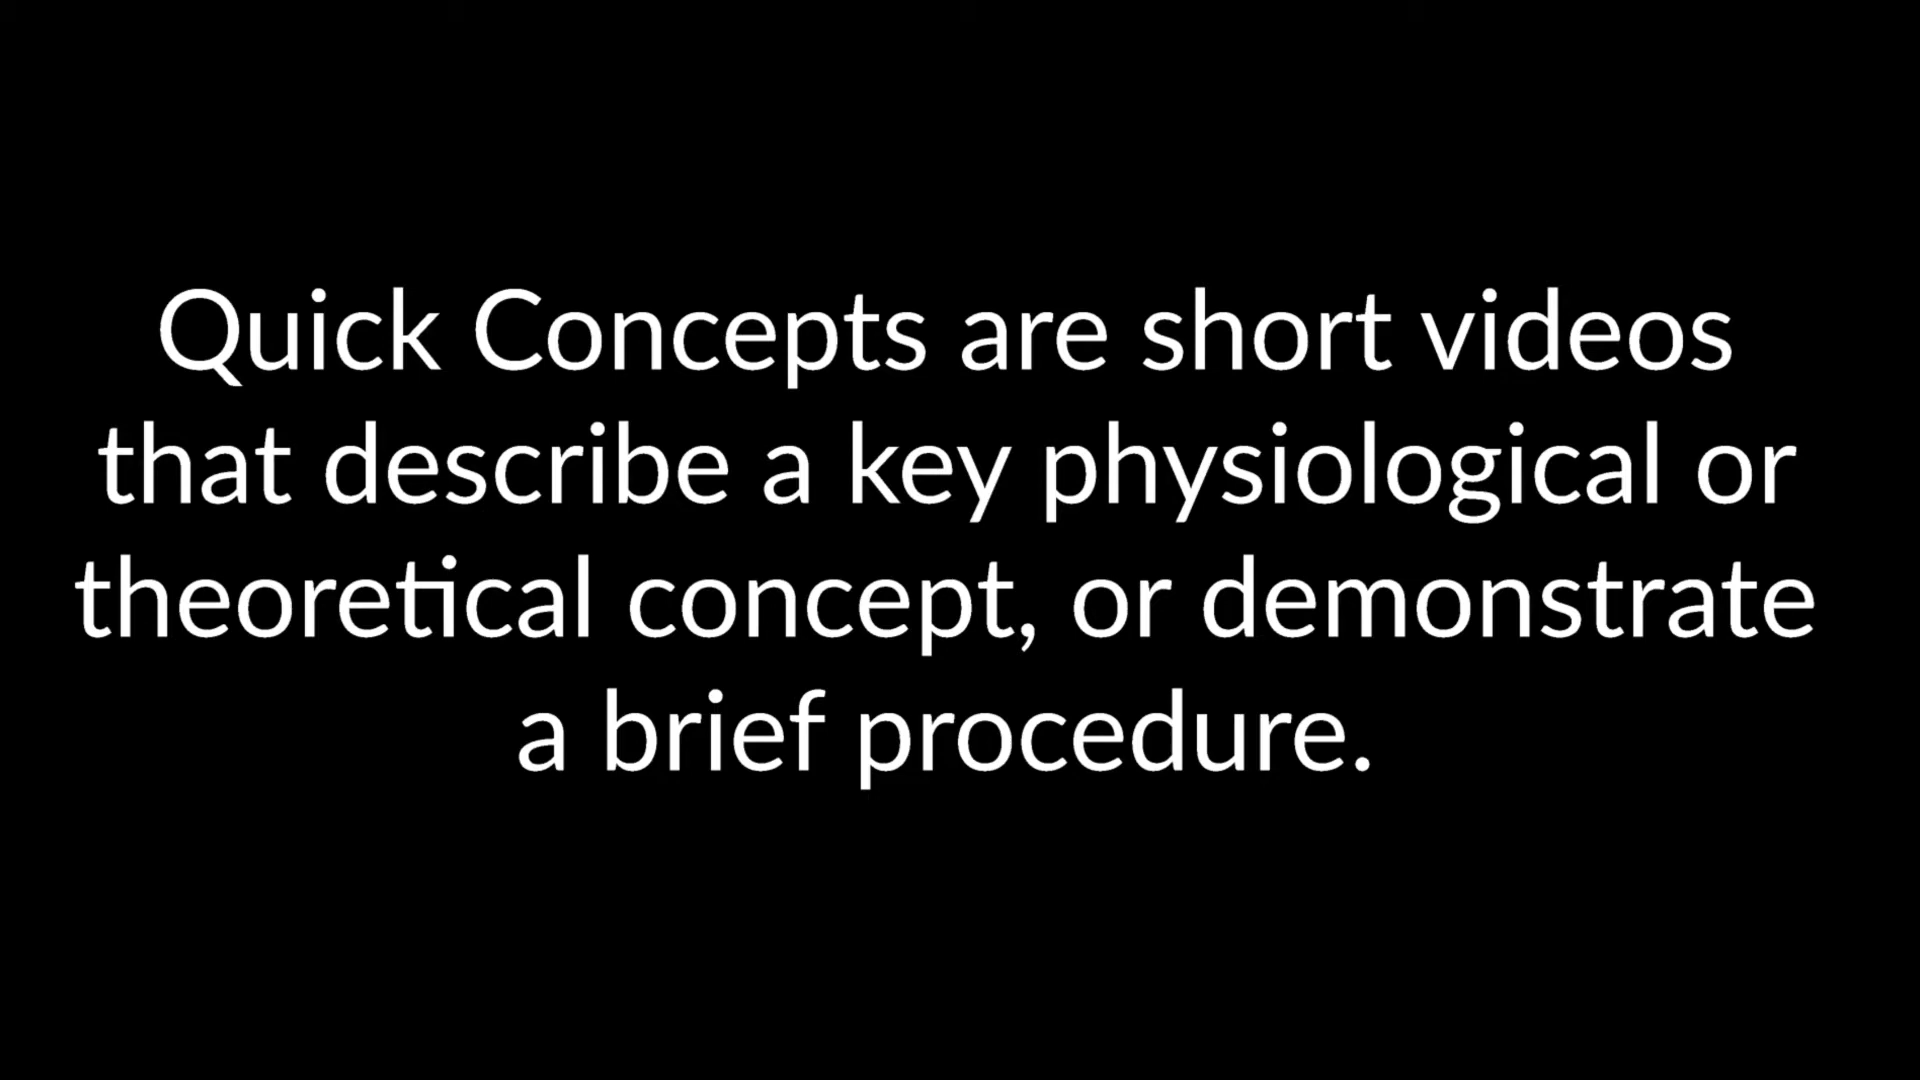 Quick Concepts are short videos
that describe a key physiological or
theoretical concept, or demonstrate
a brief procedure.